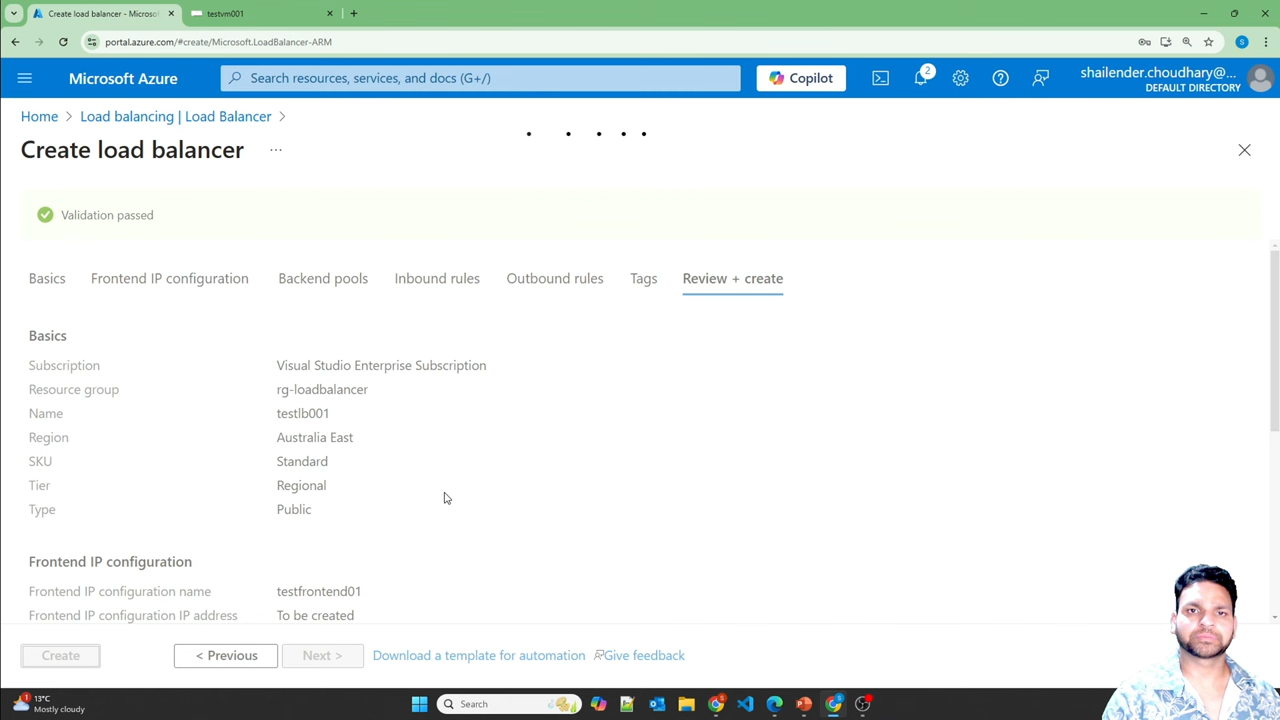 Create load balancer - Microsof
testvm001
portal.azure.com/#create/Microsoft.LoadBalancer-ARM
S
Microsoft Azure
Search resources, services, and docs (G+/)
Copilot
2
shailender.choudhary@...
DEFAULT DIRECTORY
Home > Load balancing | Load Balancer >
Create load balancer ...
Validation passed
Basics Frontend IP configuration Backend pools Inbound rules Outbound rules Tags Review + create
Basics
Subscription Visual Studio Enterprise Subscription
Resource group rg-loadbalancer
Name testlb001
Region Australia East
SKU Standard
Tier Regional
Type Public
Frontend IP configuration
Frontend IP configuration name testfrontend01
Frontend IP configuration IP address To be created
Create < Previous Next > Download a template for automation Give feedback
1
13°C
Mostly cloudy
Search